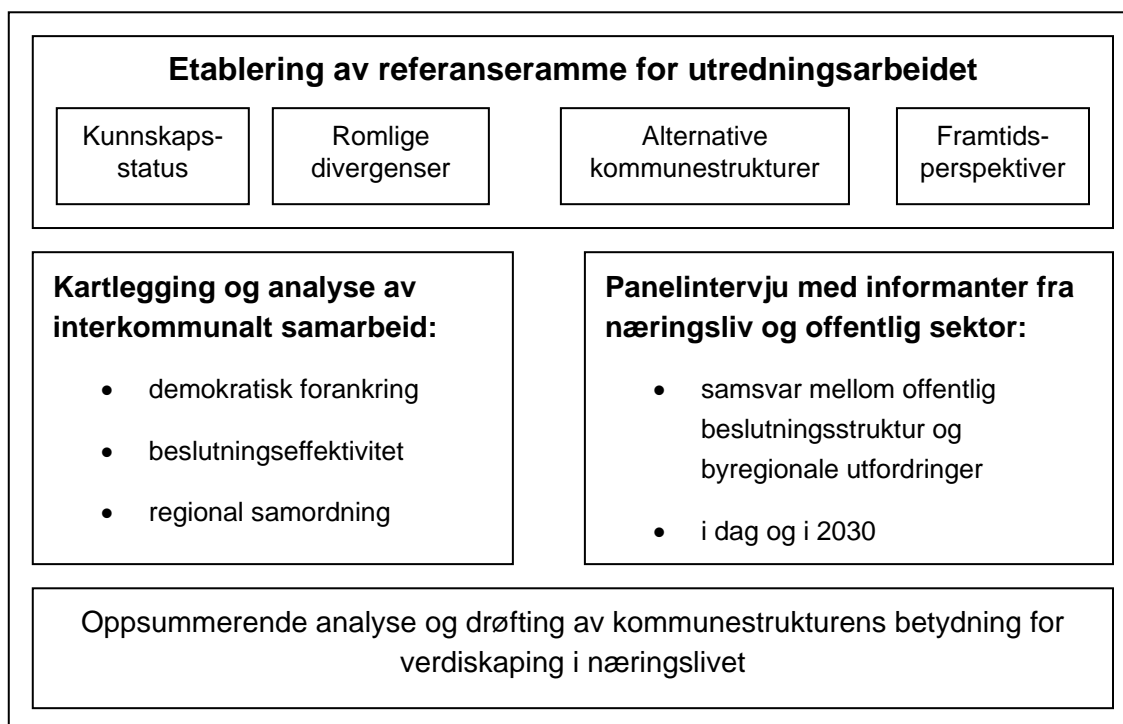 Etablering av referanseramme for utredningsarbeidet
Kunnskaps-
status
Romlige
divergenser
Alternative
kommunestrukturer
Framtids-
perspektiver
Kartlegging og analyse av
interkommunalt samarbeid:
• demokratisk forankring
• beslutningseffektivitet
• regional samordning
Panelintervju med informanter fra
næringsliv og offentlig sektor:
• samsvar mellom offentlig
beslutningsstruktur og
byregionale utfordringer
• i dag og i 2030
Oppsummerende analyse og drøfting av kommunestrukturens betydning for
verdiskaping i næringslivet